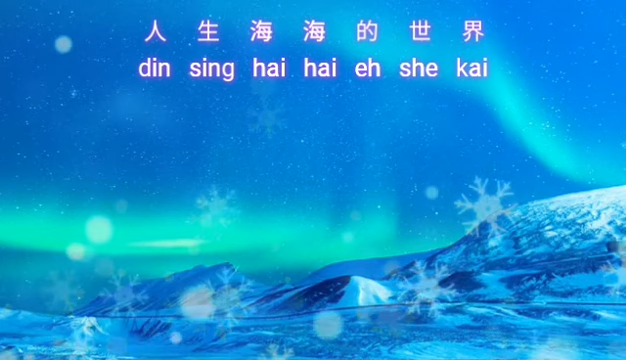 人 生 海 海 的 世 界
din sing hai hai eh she kai